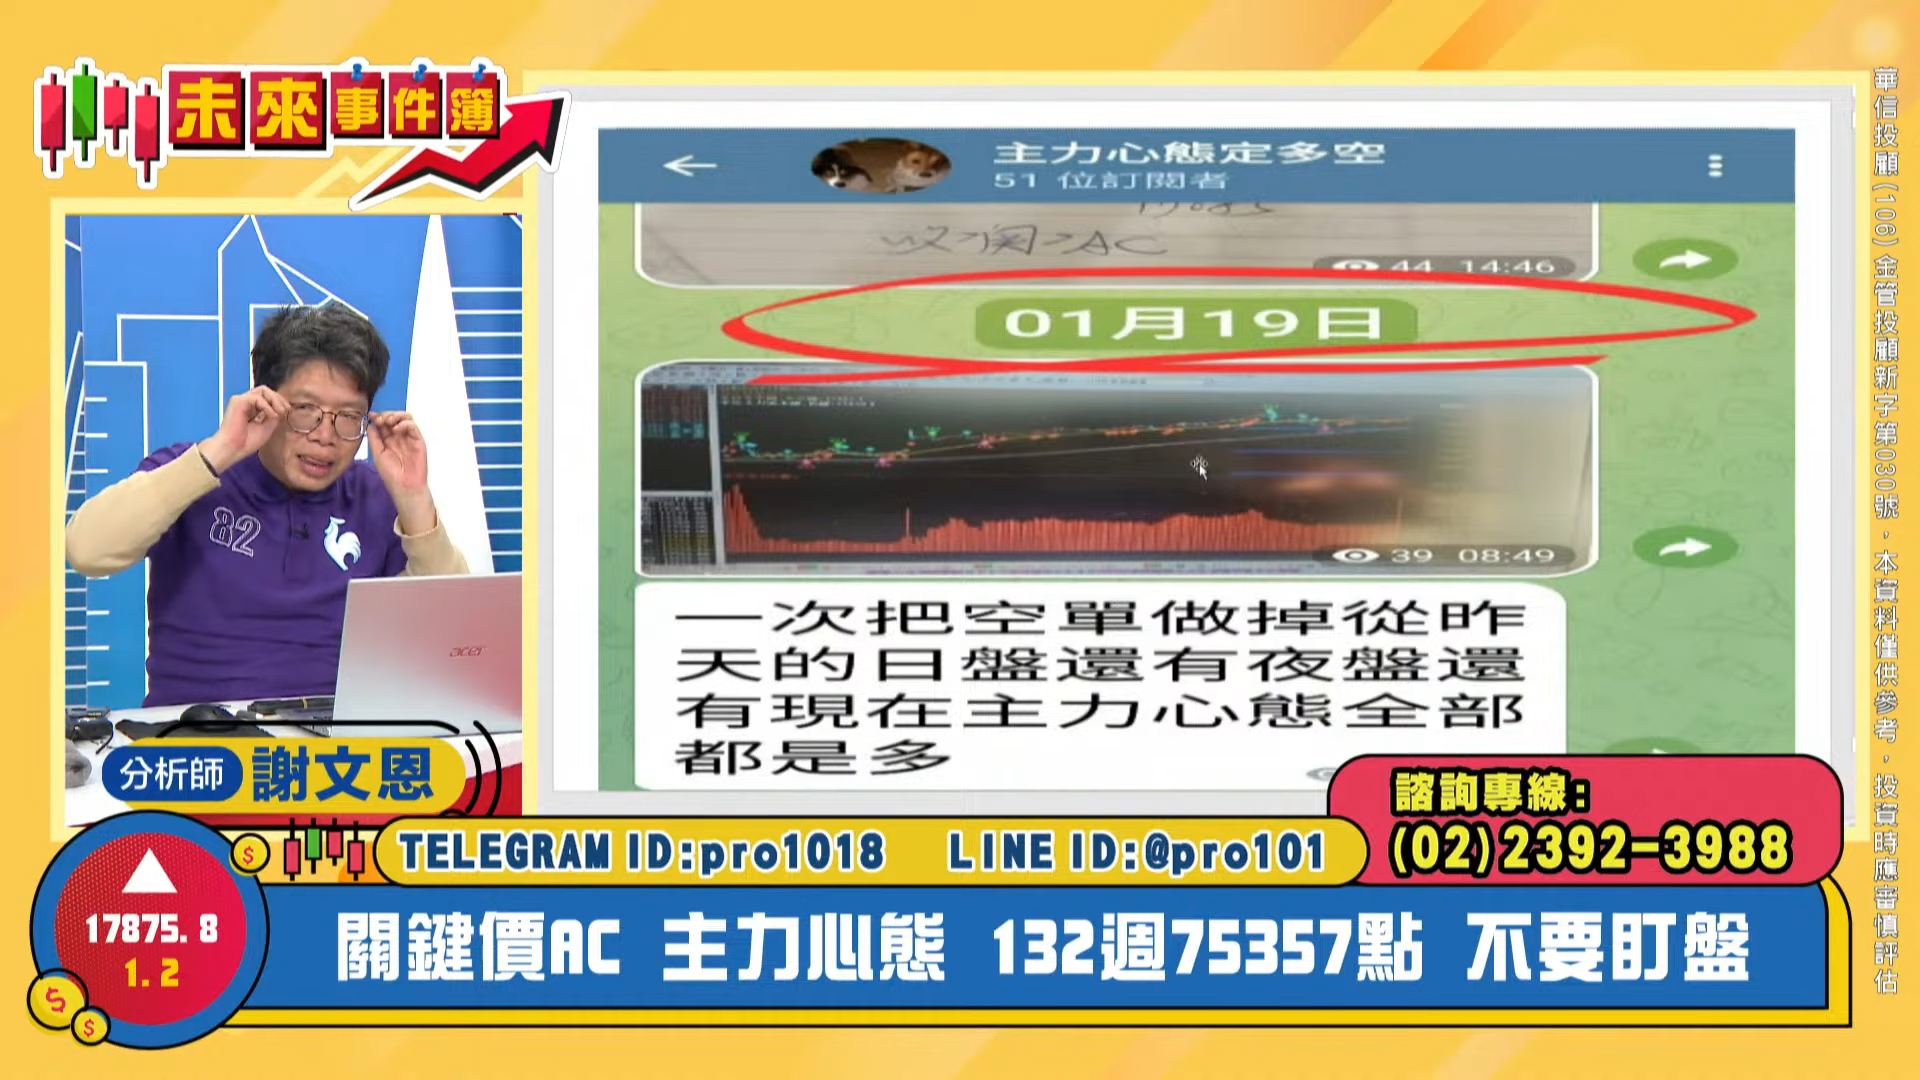 未來事件簿
主力心態定多空
51 位訂閱者
收>關>AC
44 14:46
01月19日
39 08:49
一次把空單做掉從昨
天的日盤還有夜盤還
有現在主力心態全部
都是多
82
acer
分析師 謝文恩
諮詢專線:
(02)2392-3988
TELEGRAM ID:pro1018 LINE ID:@pro101
17875.8
1.2
關鍵價AC 主力心態 132週75357點 不要盯盤
華信投顧(106)金管投顧新字第030號，本資料僅供參考，投資時應審慎評估